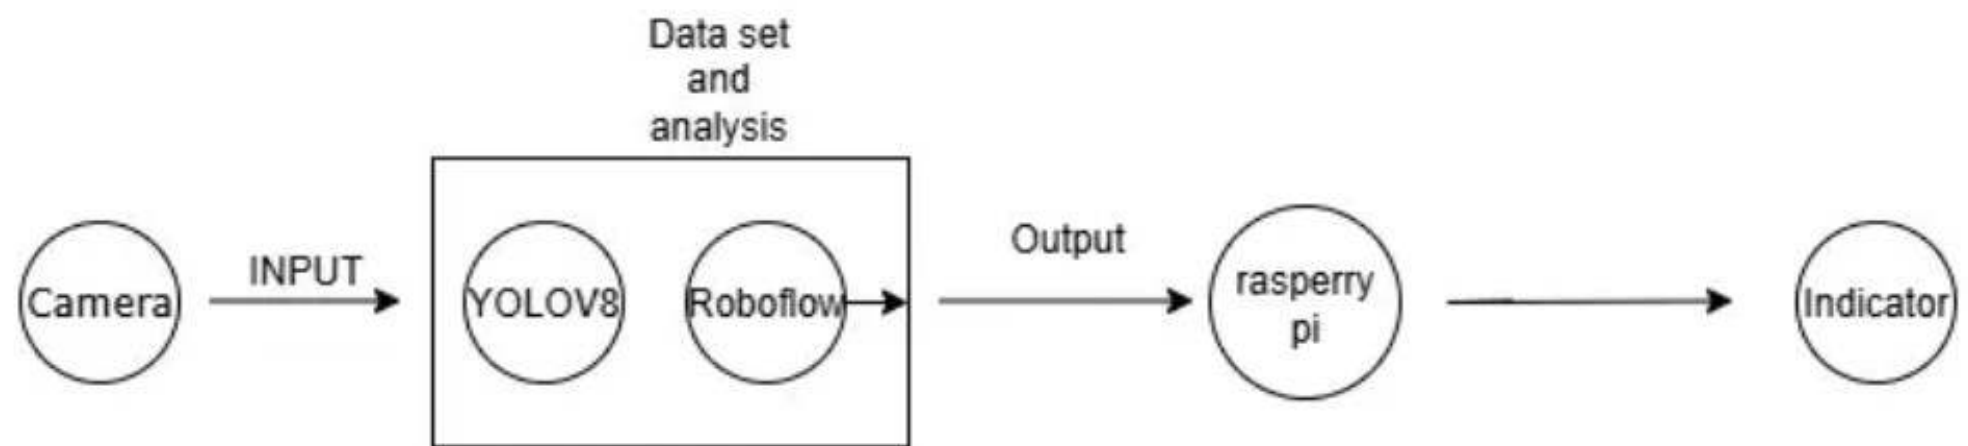 Data set
and
analysis
Camera
INPUT
YOLOV8
Roboflow
Output
rasperry
pi
Indicator